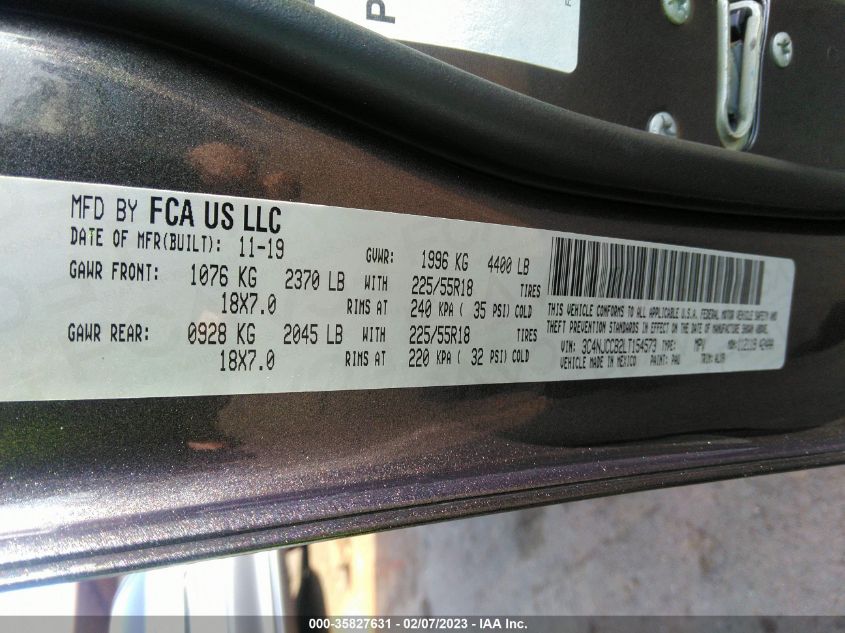 P
MFD BY FCA US LLC
DATE OF MFR(BUILT): 11-19 GVWR: 1996 KG 4400 LB
GAWR FRONT: 1076 KG 2370 LB WITH 225/55R18 TIRES
18X7.0 RIMS AT 240 KPA ( 35 PSI) COLD
GAWR REAR: 0928 KG 2045 LB WITH 225/55R18 TIRES
18X7.0 RIMS AT 220 KPA ( 32 PSI) COLD
THIS VEHICLE CONFORMS TO ALL APPLICABLE U.S.A. FEDERAL MOTOR VEHICLE SAFETY AND
THEFT PREVENTION STANDARDS IN EFFECT ON THE DATE OF MANUFACTURE SHOWN ABOVE.
VIN: 3C4NJCCB2LT154573 TYPE: MPV
VEHICLE MADE IN MEXICO PAINT: PAU TRIM:
000-35827631 - 02/07/2023 - IAA Inc.